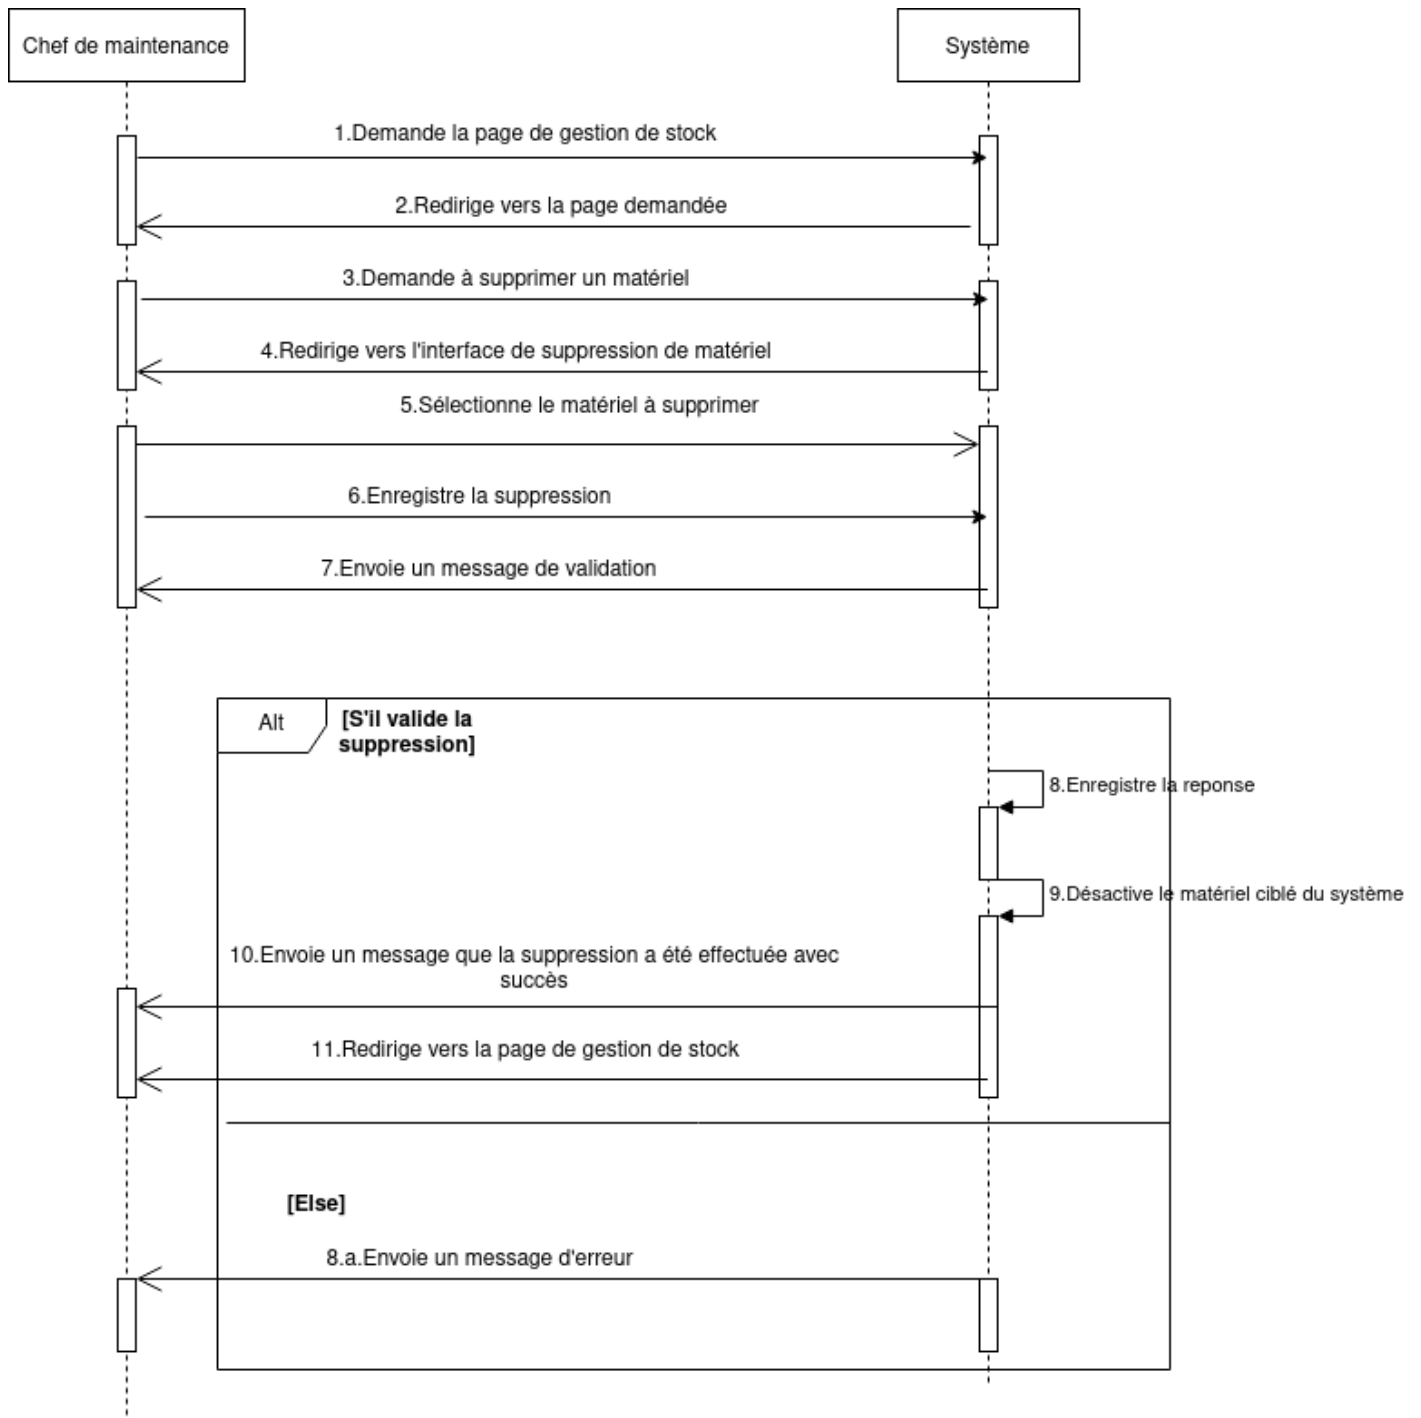 Chef de maintenance
Système
1.Demande la page de gestion de stock
2.Redirige vers la page demandée
3.Demande à supprimer un matériel
4.Redirige vers l'interface de suppression de matériel
5.Sélectionne le matériel à supprimer
6.Enregistre la suppression
7.Envoie un message de validation
Alt
[S'il valide la
suppression]
8.Enregistre la reponse
9.Désactive le matériel ciblé du système
10.Envoie un message que la suppression a été effectuée avec
succès
11.Redirige vers la page de gestion de stock
[Else]
8.a.Envoie un message d'erreur